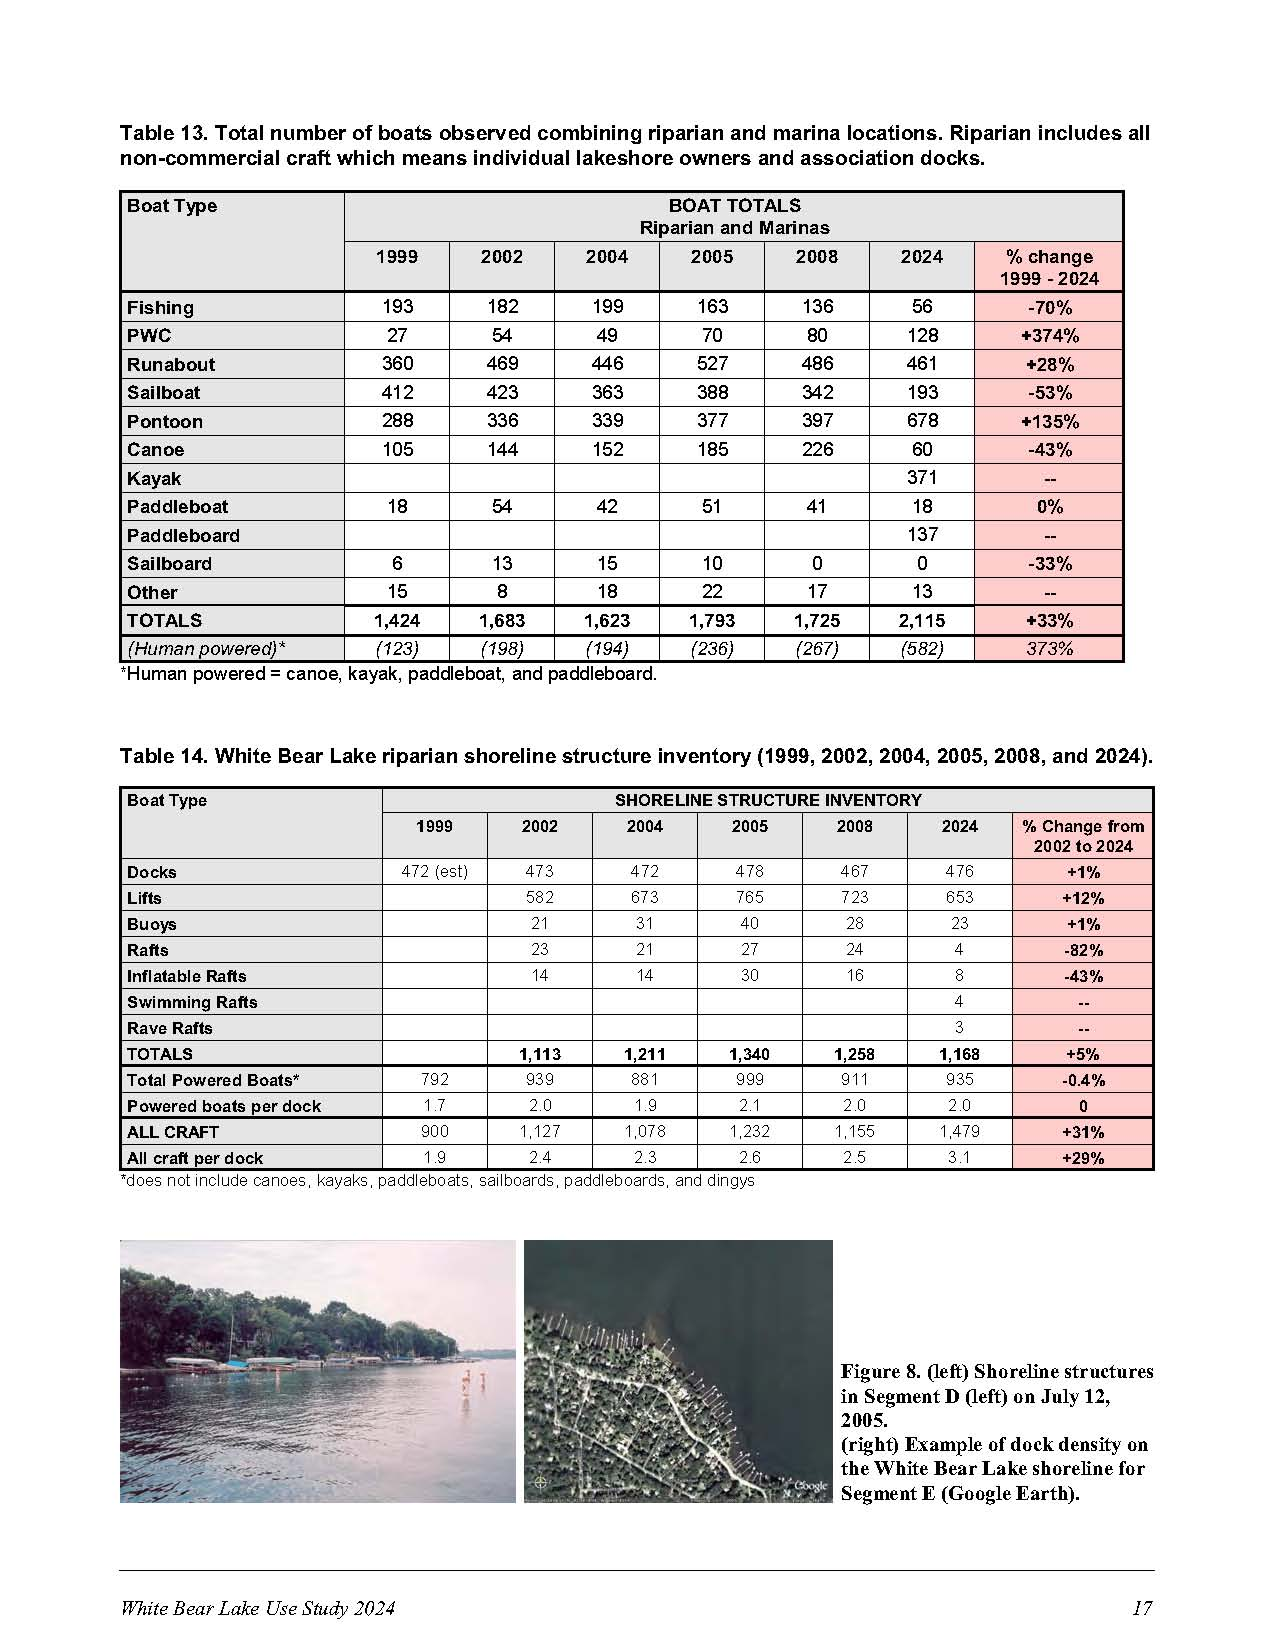 Table 13. Total number of boats observed combining riparian and marina locations. Riparian includes all
non-commercial craft which means individual lakeshore owners and association docks.
Boat Type BOAT TOTALS
Riparian and Marinas
1999 2002 2004 2005 2008 2024 % change
1999 - 2024
Fishing 193 182 199 163 136 56 -70%
PWC 27 54 49 70 80 128 +374%
Runabout 360 469 446 527 486 461 +28%
Sailboat 412 423 363 388 342 193 -53%
Pontoon 288 336 339 377 397 678 +135%
Canoe 105 144 152 185 226 60 -43%
Kayak 371 --
Paddleboat 18 54 42 51 41 18 0%
Paddleboard 137 --
Sailboard 6 13 15 10 0 0 -33%
Other 15 8 18 22 17 13 --
TOTALS 1,424 1,683 1,623 1,793 1,725 2,115 +33%
(Human powered)* (123) (198) (194) (236) (267) (582) 373%
*Human powered = canoe, kayak, paddleboat, and paddleboard.
Table 14. White Bear Lake riparian shoreline structure inventory (1999, 2002, 2004, 2005, 2008, and 2024).
Boat Type SHORELINE STRUCTURE INVENTORY
1999 2002 2004 2005 2008 2024 % Change from
2002 to 2024
Docks 472 (est) 473 472 478 467 476 +1%
Lifts 582 673 765 723 653 +12%
Buoys 21 31 40 28 23 +1%
Rafts 23 21 27 24 4 -82%
Inflatable Rafts 14 14 30 16 8 -43%
Swimming Rafts 4 --
Rave Rafts 3 --
TOTALS 1,113 1,211 1,340 1,258 1,168 +5%
Total Powered Boats* 792 939 881 999 911 935 -0.4%
Powered boats per dock 1.7 2.0 1.9 2.1 2.0 2.0 0
ALL CRAFT 900 1,127 1,078 1,232 1,155 1,479 +31%
All craft per dock 1.9 2.4 2.3 2.6 2.5 3.1 +29%
*does not include canoes, kayaks, paddleboats, sailboards, paddleboards, and dingys
Google
Figure 8. (left) Shoreline structures
in Segment D (left) on July 12,
2005.
(right) Example of dock density on
the White Bear Lake shoreline for
Segment E (Google Earth).
White Bear Lake Use Study 2024 17